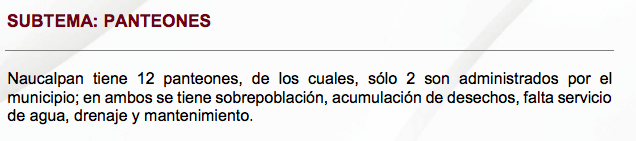 SUBTEMA: PANTEONES
Naucalpan tiene 12 panteones, de los cuales, sólo 2 son administrados por el
municipio; en ambos se tiene sobrepoblación, acumulación de desechos, falta servicio
de agua, drenaje y mantenimiento.